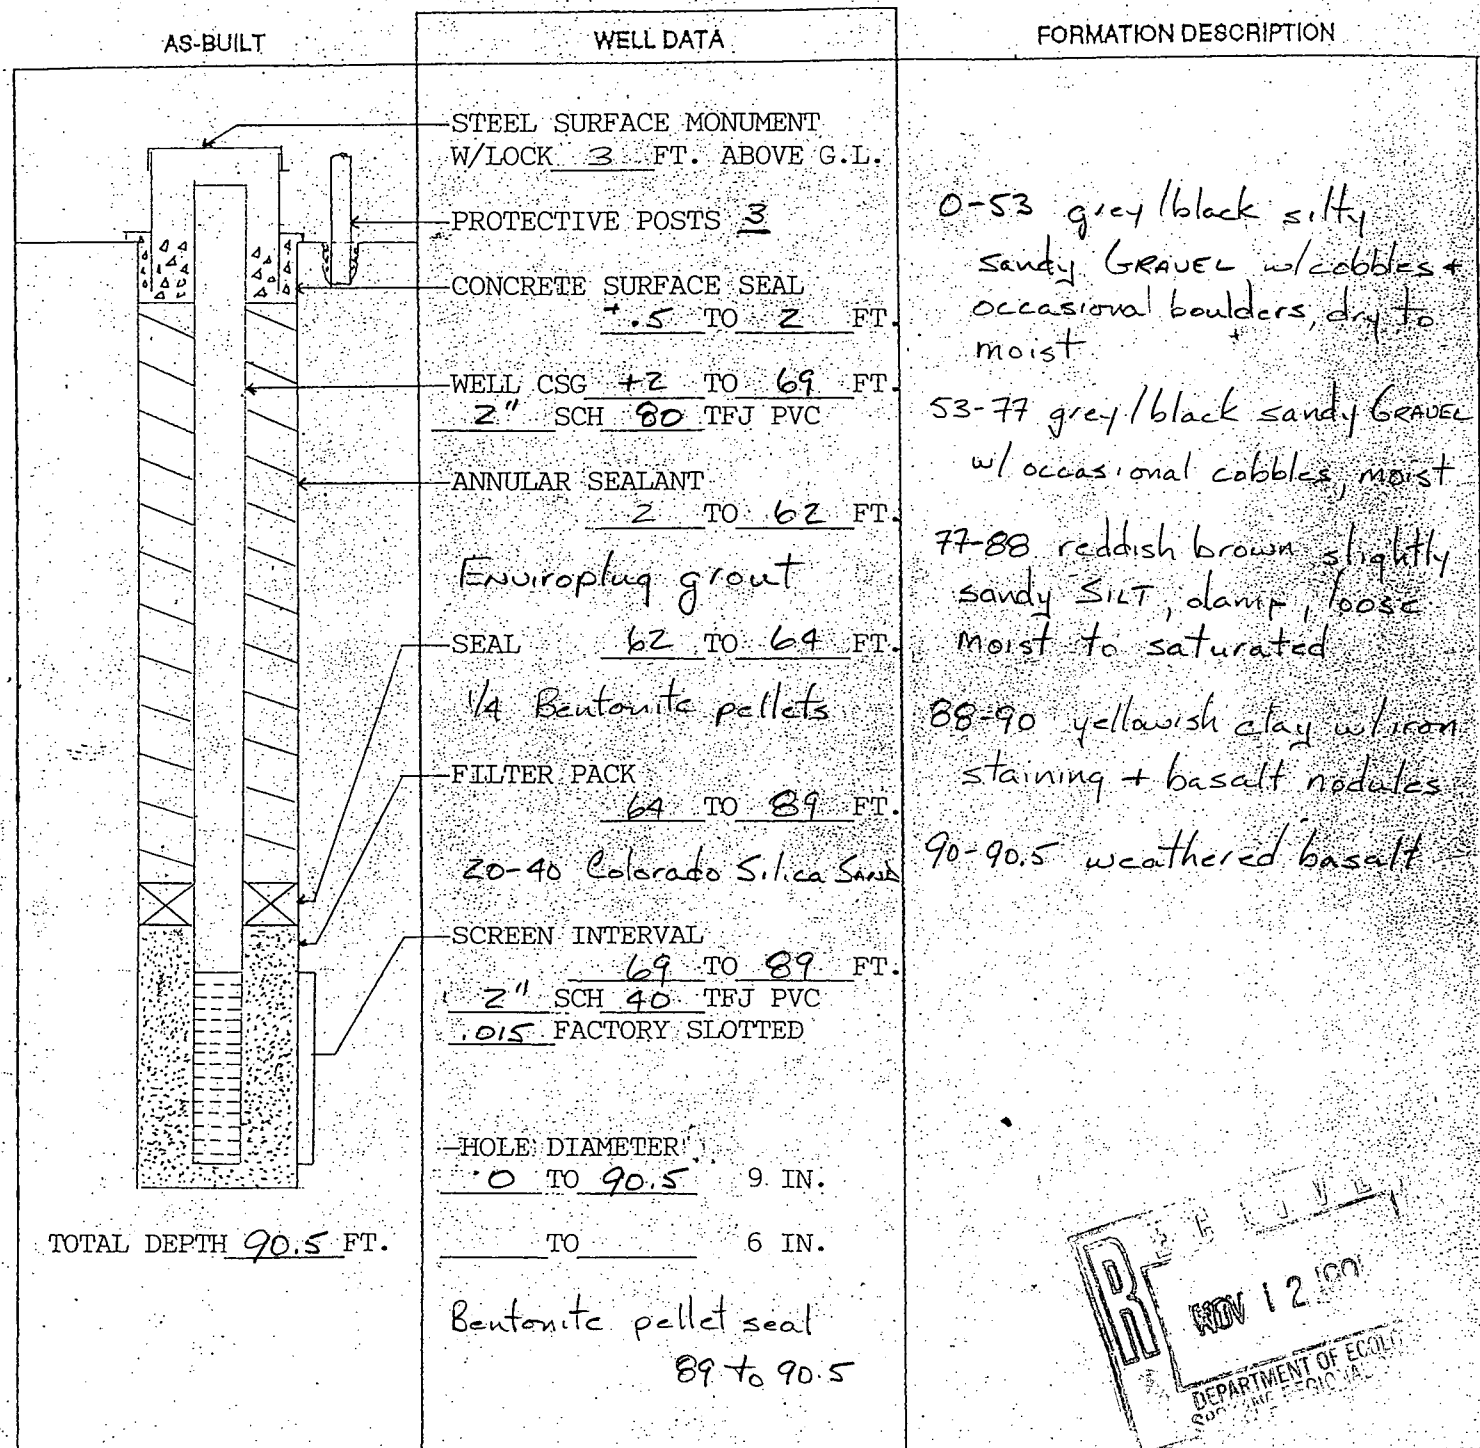 AS-BUILT
WELL DATA
FORMATION DESCRIPTION
STEEL SURFACE MONUMENT
W/LOCK 3 FT. ABOVE G.L.
PROTECTIVE POSTS 3
CONCRETE SURFACE SEAL
+.5 TO 2 FT.
WELL CSG +2 TO 69 FT.
2" SCH 80 TFJ PVC
ANNULAR SEALANT
2 TO 62 FT.
Enviroplug grout
SEAL 62 TO 64 FT.
1/4 Bentonite pellets
FILTER PACK
64 TO 89 FT.
20-40 Colorado Silica Sand
SCREEN INTERVAL
69 TO 89 FT.
2" SCH 40 TFJ PVC
.015 FACTORY SLOTTED
HOLE DIAMETER
0 TO 90.5 9 IN.
TO 6 IN.
Bentonite pellet seal
89 to 90.5
TOTAL DEPTH 90.5 FT.
0-53 grey/black silty
sandy GRAVEL w/cobbles +
occasional boulders, dry to
moist
53-77 grey/black sandy GRAVEL
w/ occasional cobbles, moist
77-88 reddish brown slightly
sandy SILT, damp, loose
moist to saturated
88-90 yellowish clay w/iron
staining + basalt nodules
90-90.5 weathered basalt
NOV 12
DEPARTMENT OF